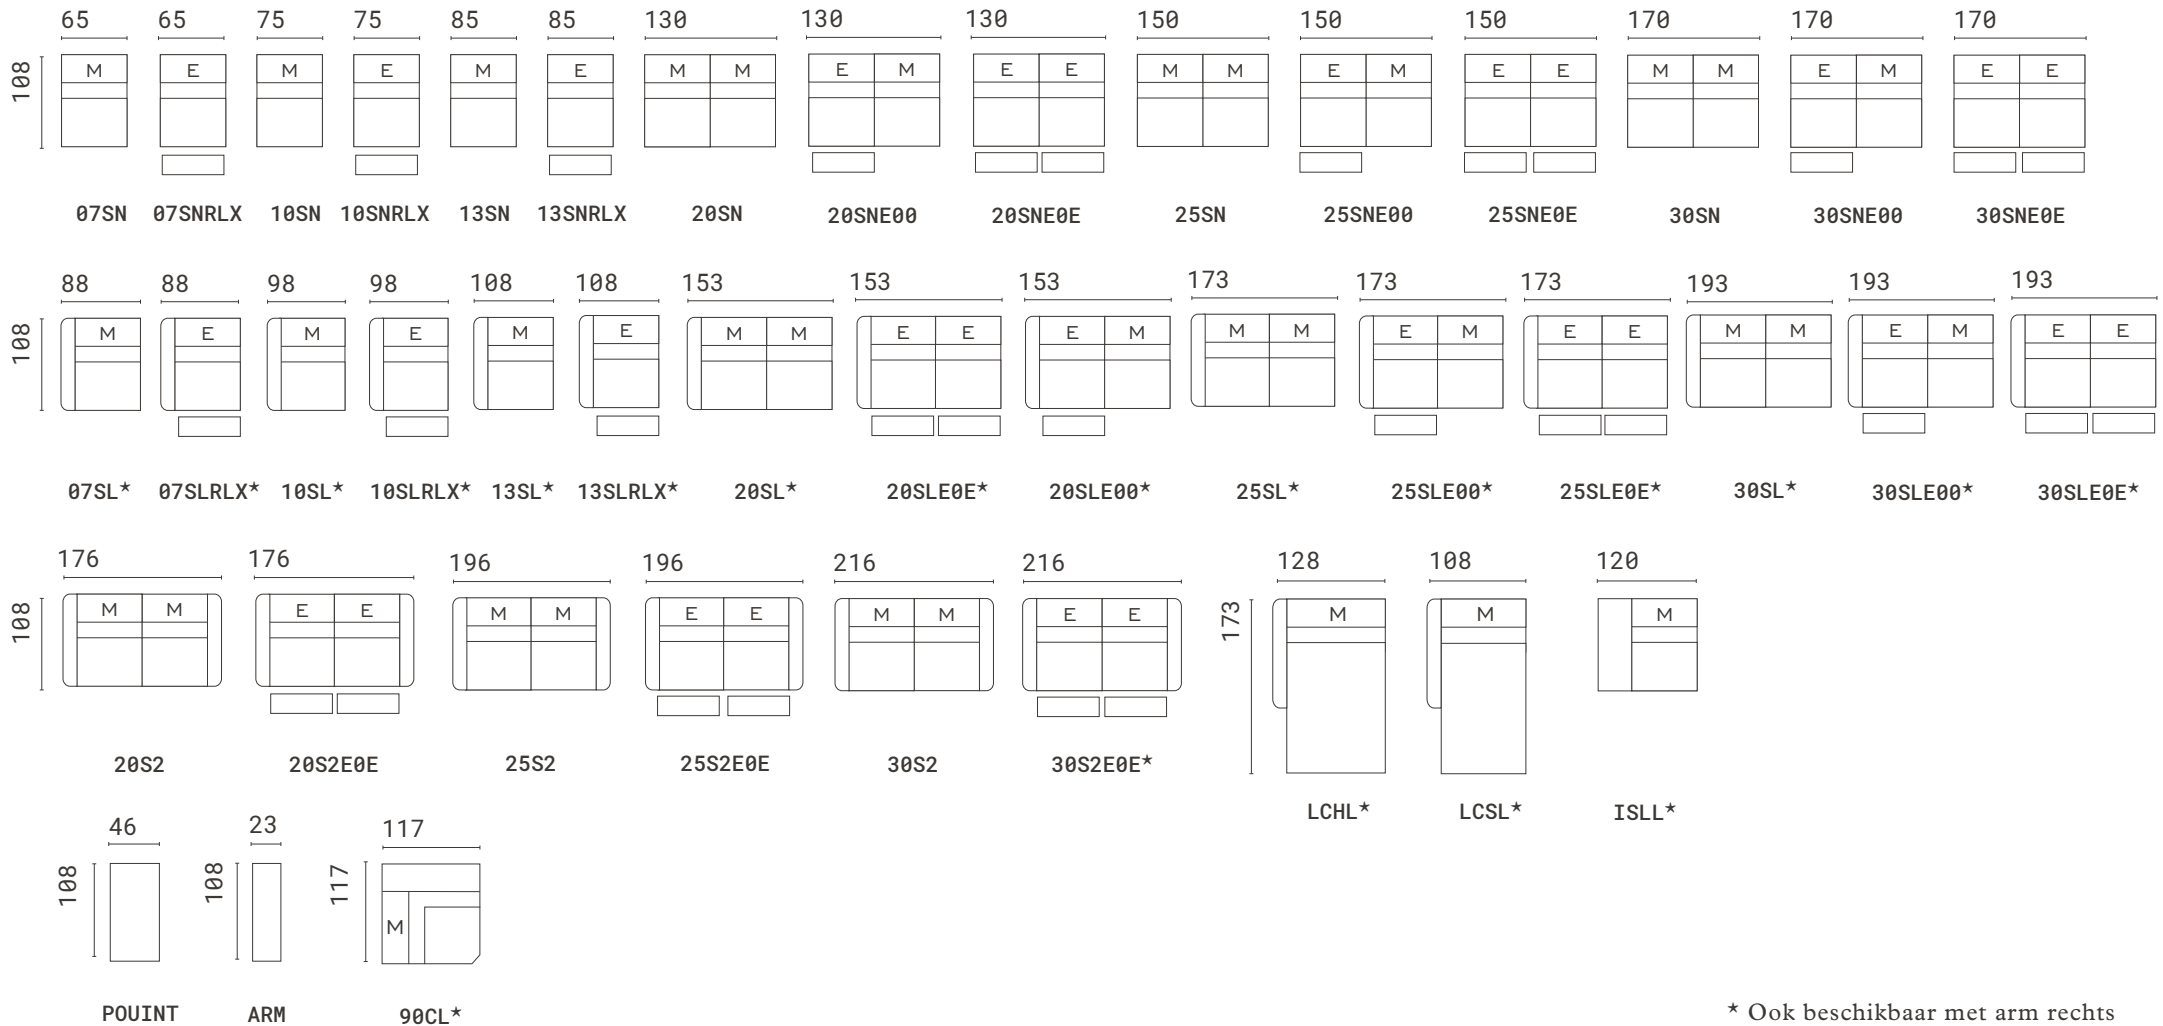 65 65 75 75 85 85 130 130 130 150 150 150 170 170 170
108
M E M E M E M M E M E E M M E M E E M M E M E E
07SN 07SNRLX 10SN 10SNRLX 13SN 13SNRLX 20SN 20SNE00 20SNE0E 25SN 25SNE00 25SNE0E 30SN 30SNE00 30SNE0E
88 88 98 98 108 108 153 153 153 173 173 173 193 193 193
108
M E M E M E M M E E E M M M E M E E M M E M E E
07SL* 07SLRLX* 10SL* 10SLRLX* 13SL* 13SLRLX* 20SL* 20SLE0E* 20SLE00* 25SL* 25SLE00* 25SLE0E* 30SL* 30SLE00* 30SLE0E*
176 176 196 196 216 216 128 108 120
108 173
M M E E M M E E M M E E M M M
20S2 20S2E0E 25S2 25S2E0E 30S2 30S2E0E*
LCHL* LCSL* ISLL*
46 23 117
108 108 117
M
POUINT ARM 90CL*
* Ook beschikbaar met arm rechts